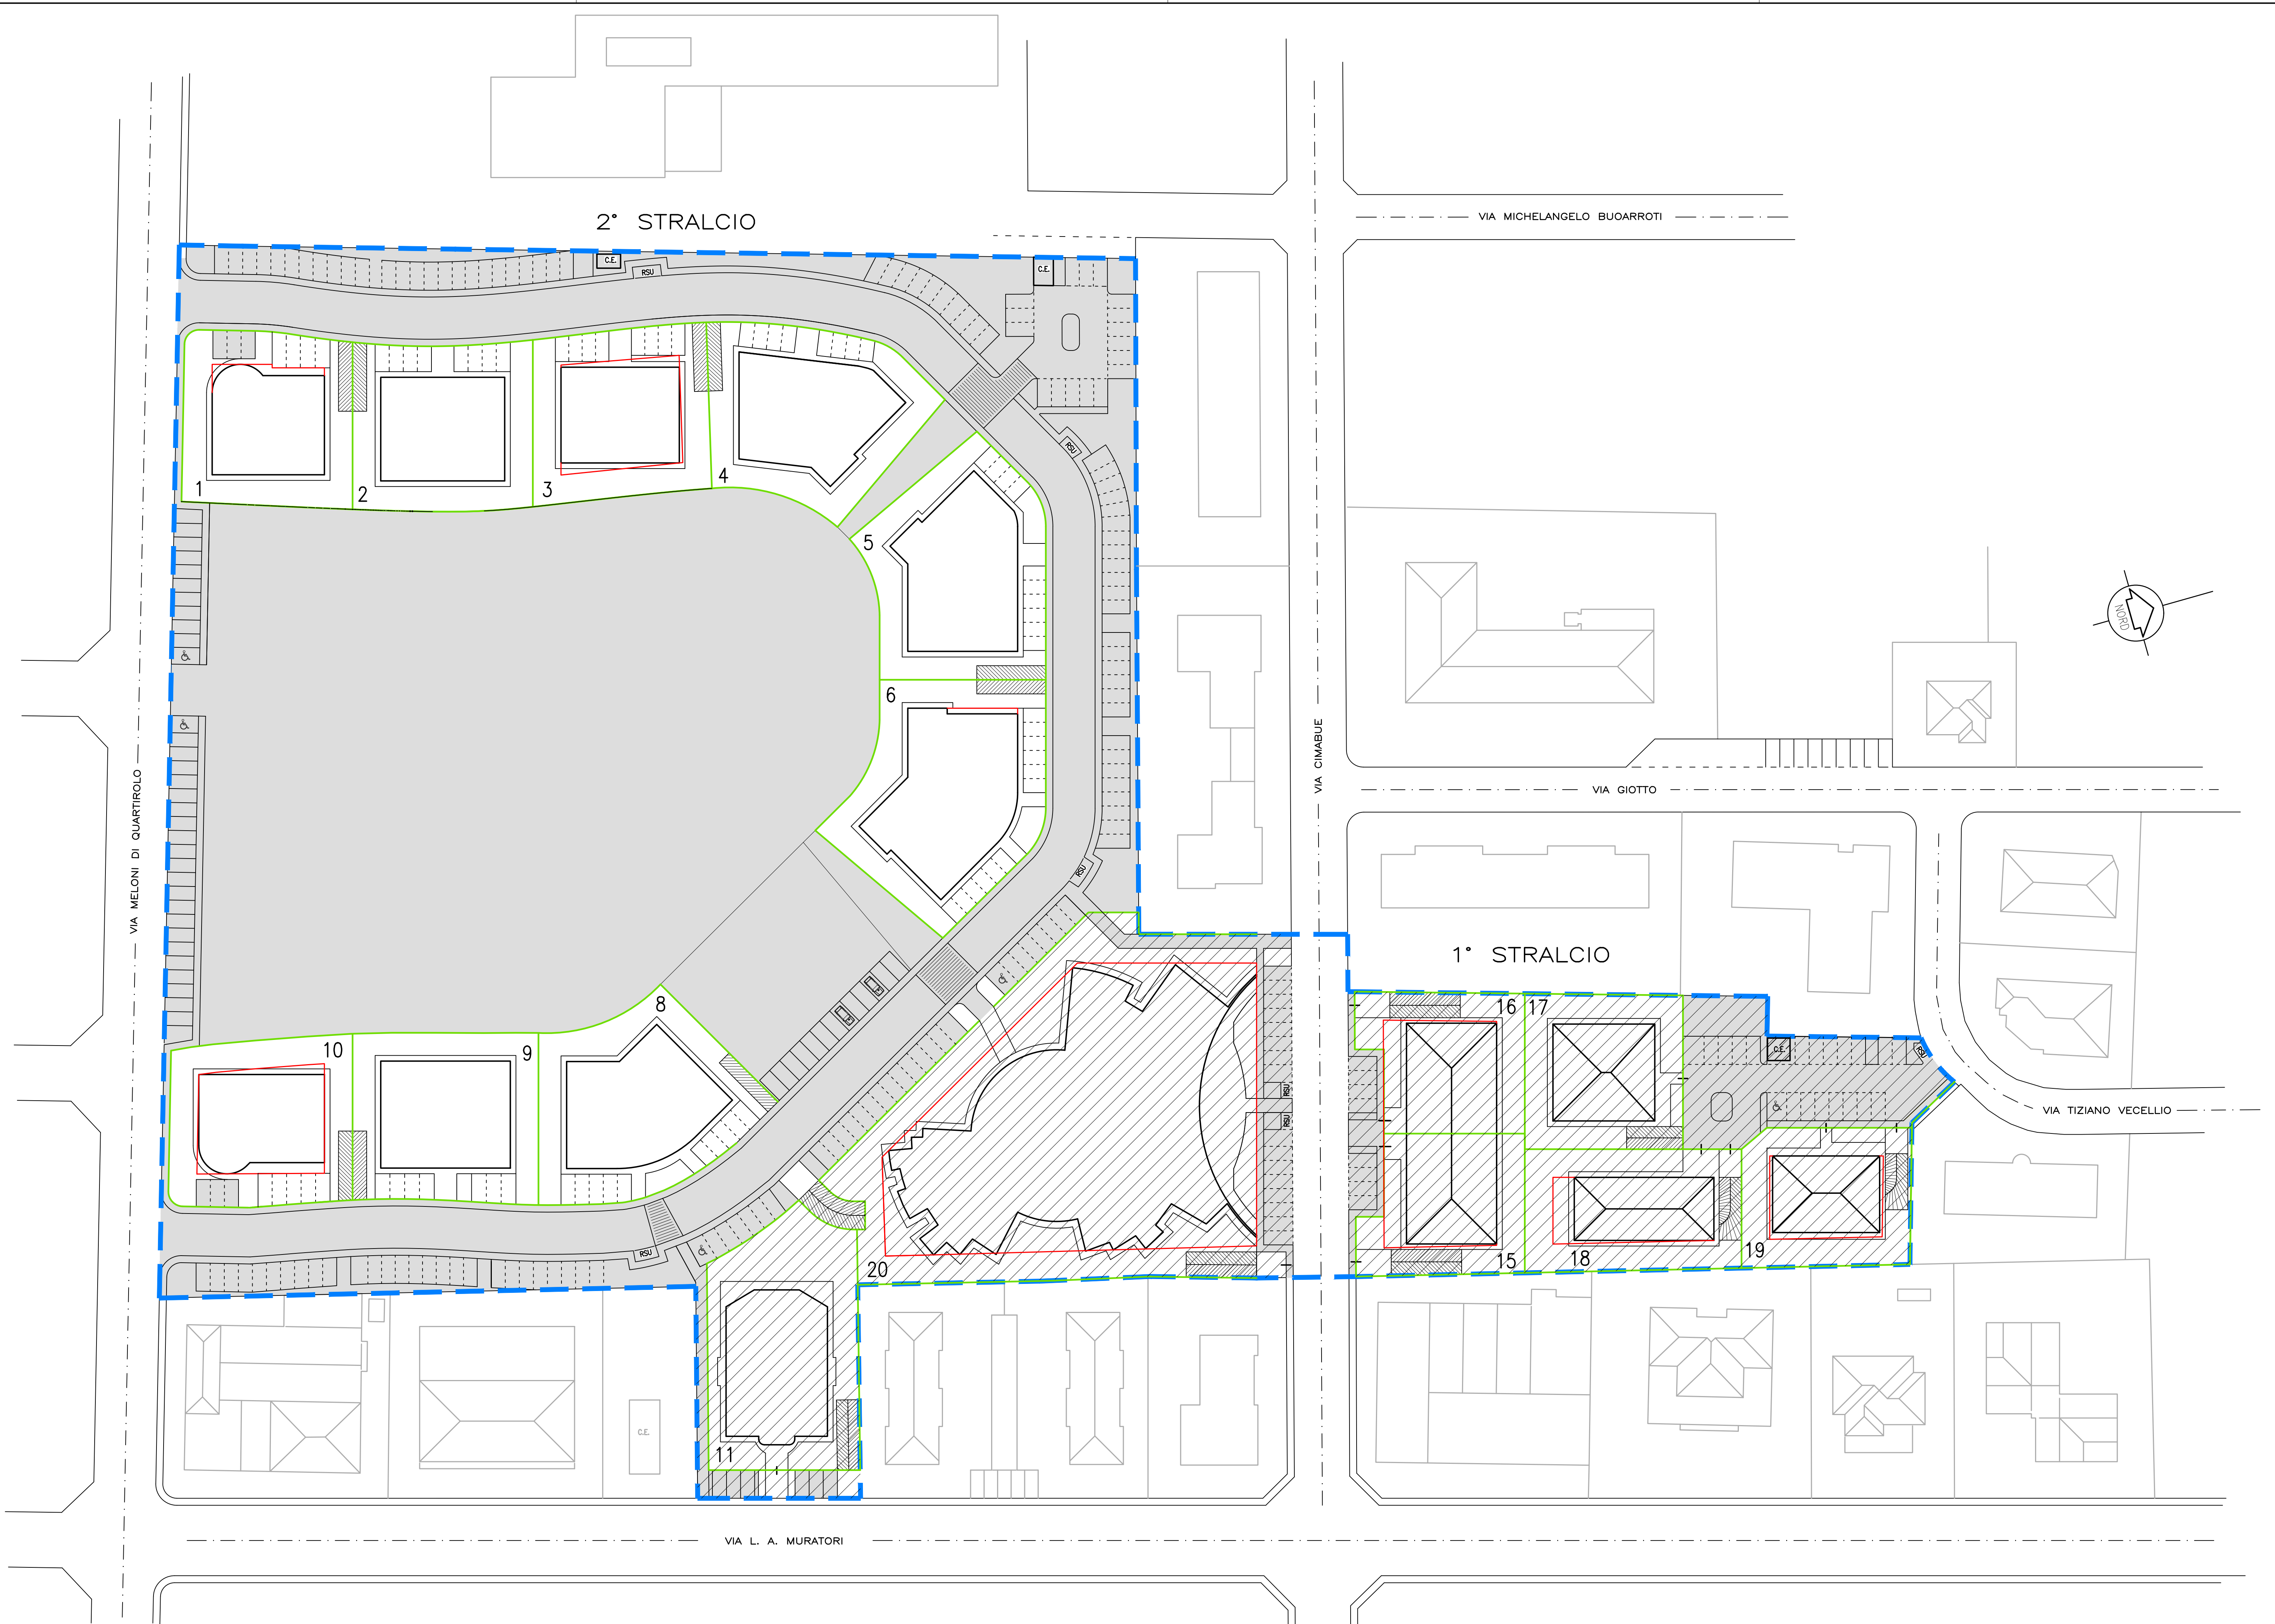 2° STRALCIO
VIA MICHELANGELO BUOARROTI
C.E.
RSU
C.E.
1
2
3
4
RSU
5
6
NORD
VIA MELONI DI QUARTIROLO
VIA CIMABUE
VIA GIOTTO
RSU
1° STRALCIO
8
9
10
16
17
C.E.
RSU
RSU
RSU
VIA TIZIANO VECELLIO
RSU
20
15
18
19
C.E.
11
VIA L. A. MURATORI